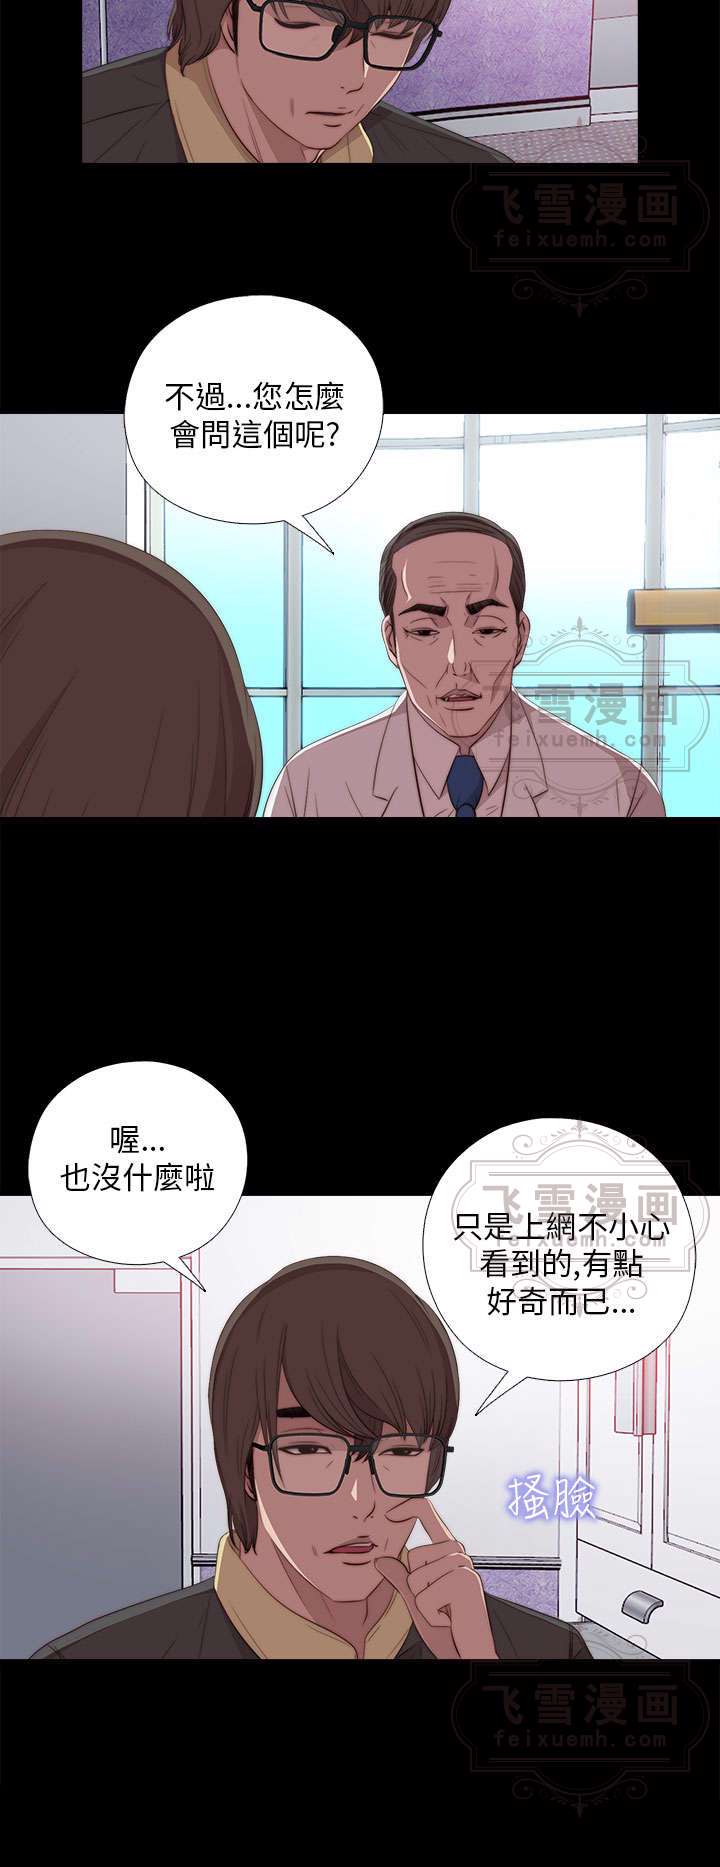 飞雪漫画
feixuemh.com
不過...您怎麼
會問這個呢?
飞雪漫画
feixuemh.com
喔...
也沒什麼啦
飞雪漫画
feixuemh.com
只是上網不小心
看到的,有點
好奇而已...
搔臉
飞雪漫画
feixuemh.com